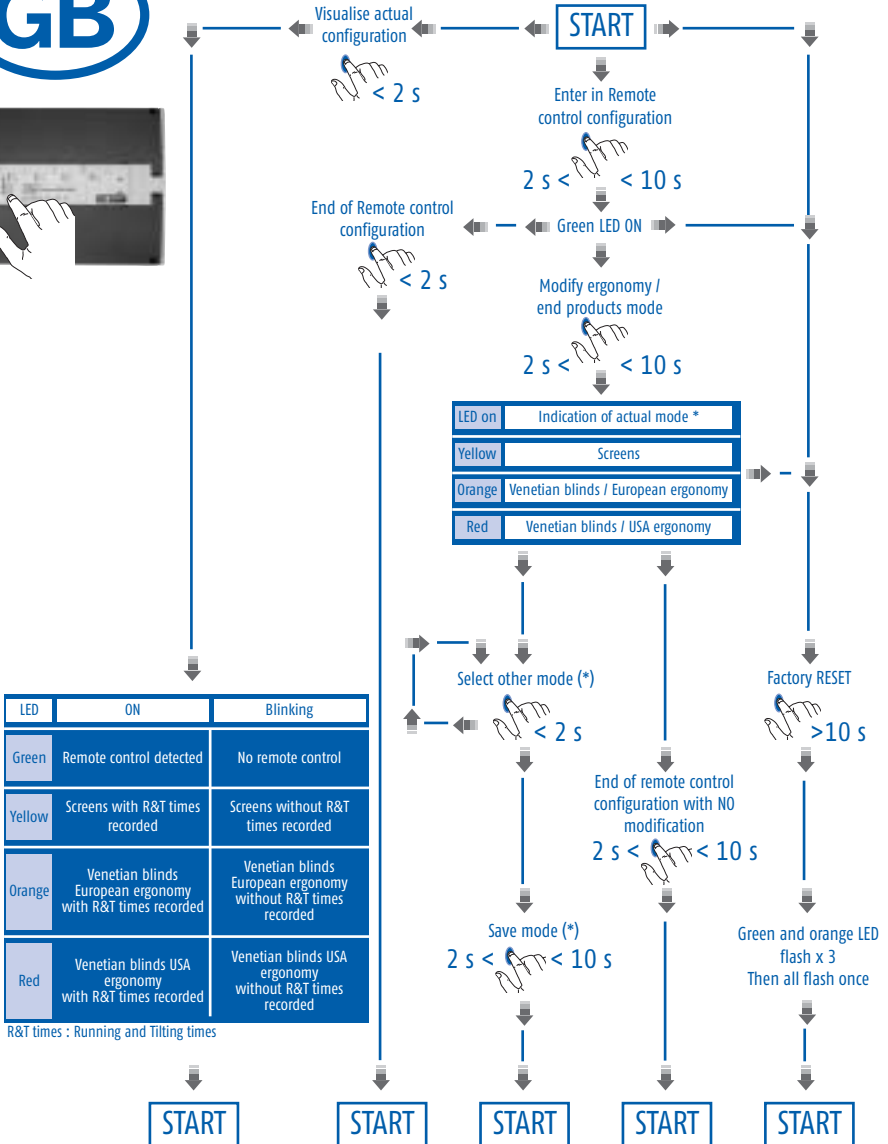 GB
START
Visualise actual
configuration
< 2 s
Enter in Remote
control configuration
2 s < < 10 s
End of Remote control
configuration
< 2 s
Green LED ON
Modify ergonomy /
end products mode
2 s < < 10 s
LED on Indication of actual mode *
Yellow Screens
Orange Venetian blinds / European ergonomy
Red Venetian blinds / USA ergonomy
Select other mode (*)
< 2 s
Factory RESET
>10 s
End of remote control
configuration with NO
modification
2 s < < 10 s
Save mode (*)
2 s < < 10 s
Green and orange LED
flash x 3
Then all flash once
LED ON Blinking
Green Remote control detected No remote control
Yellow Screens with R&T times
recorded
Screens without R&T
times recorded
Orange Venetian blinds
European ergonomy
with R&T times recorded
Venetian blinds
European ergonomy
without R&T times
recorded
Red Venetian blinds USA
ergonomy
with R&T times recorded
Venetian blinds USA
ergonomy
without R&T times
recorded
R&T times : Running and Tilting times
START
START
START
START
START